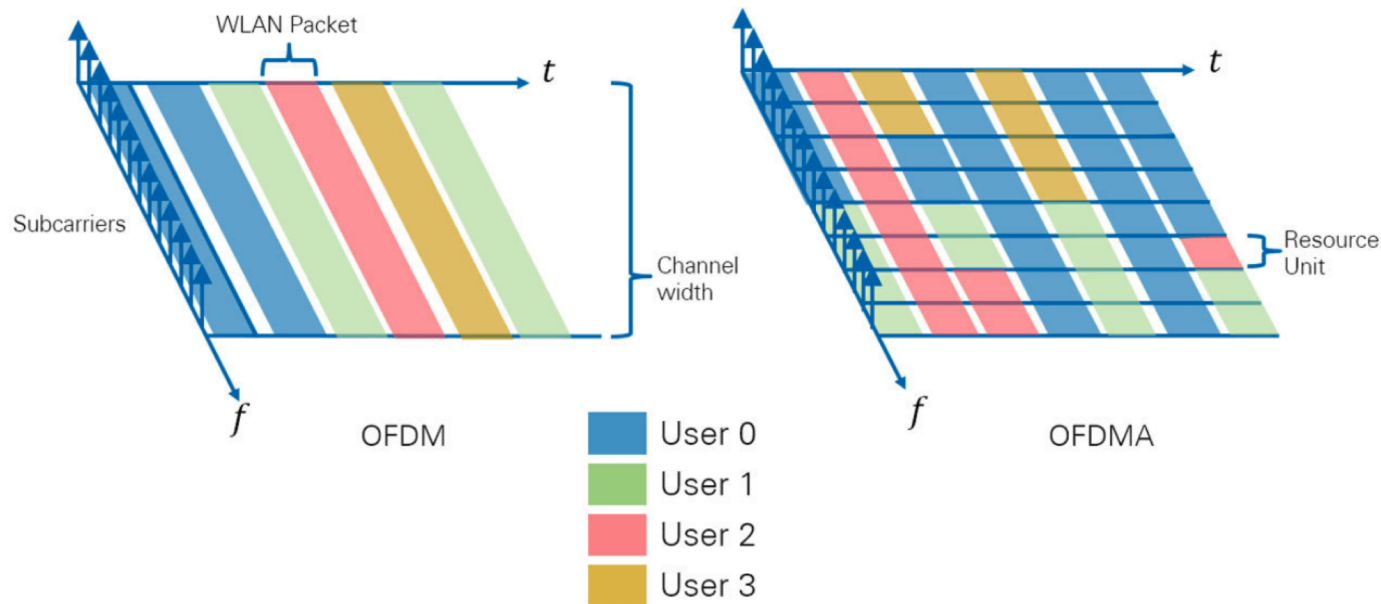 WLAN Packet
t
Subcarriers
Channel
width
f
OFDM
t
Resource
Unit
f
OFDMA
User 0
User 1
User 2
User 3